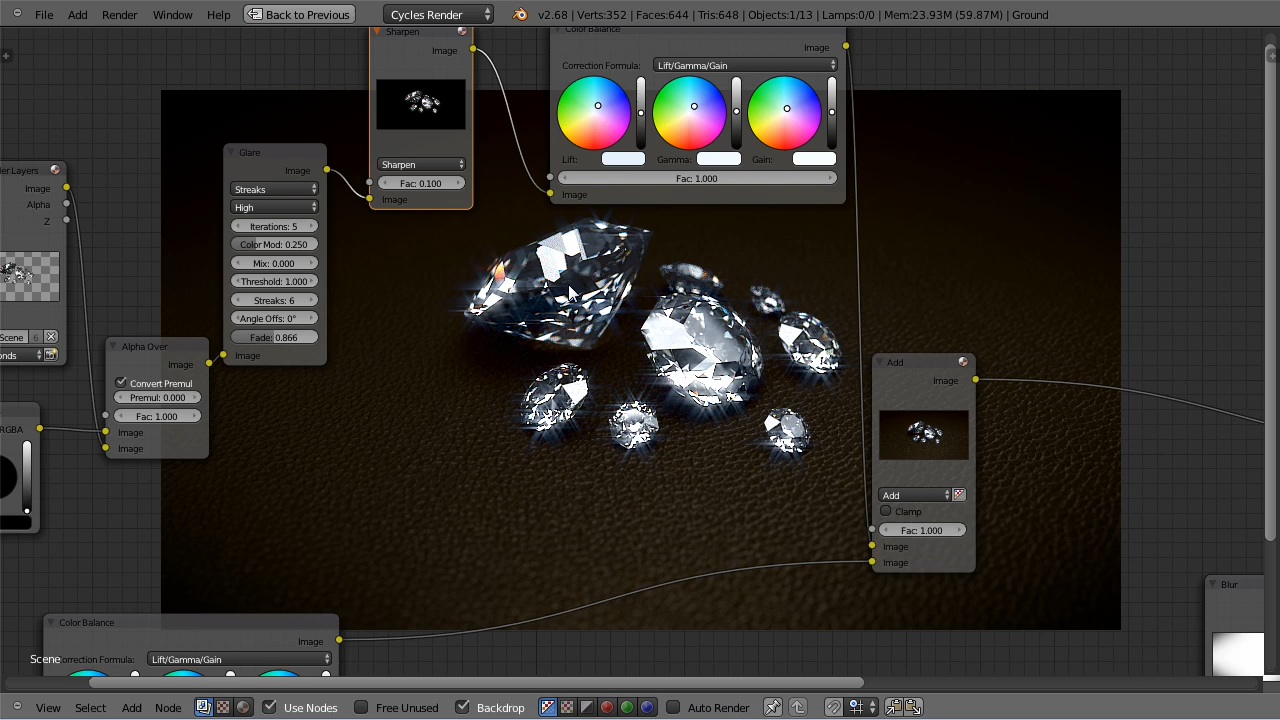 File Add Render Window Help Back to Previous Cycles Render v2.68 | Verts:352 | Faces:644 | Tris:648 | Objects:1/13 | Lamps:0/0 | Mem:23.93M (59.87M) | Ground
Sharpen
Image
Sharpen
Fac: 0.100
Image
Color Balance
Image
Correction Formula: Lift/Gamma/Gain
Lift: Gamma: Gain:
Fac: 1.000
Image
Glare
Image
Streaks
High
Iterations: 5
Color Mod: 0.250
Mix: 0.000
Threshold: 1.000
Streaks: 6
Angle Offs: 0°
Fade: 0.866
Image
Layers
Image
Alpha
Z
Scene 6
onds
Alpha Over
Image
Convert Premul
Premul: 0.000
Fac: 1.000
Image
Image
RGBA
Add
Image
Add
Clamp
Fac: 1.000
Image
Image
Blur
Color Balance
Image
Scene
orrection Formula: Lift/Gamma/Gain
View Select Add Node Use Nodes Free Unused Backdrop Auto Render